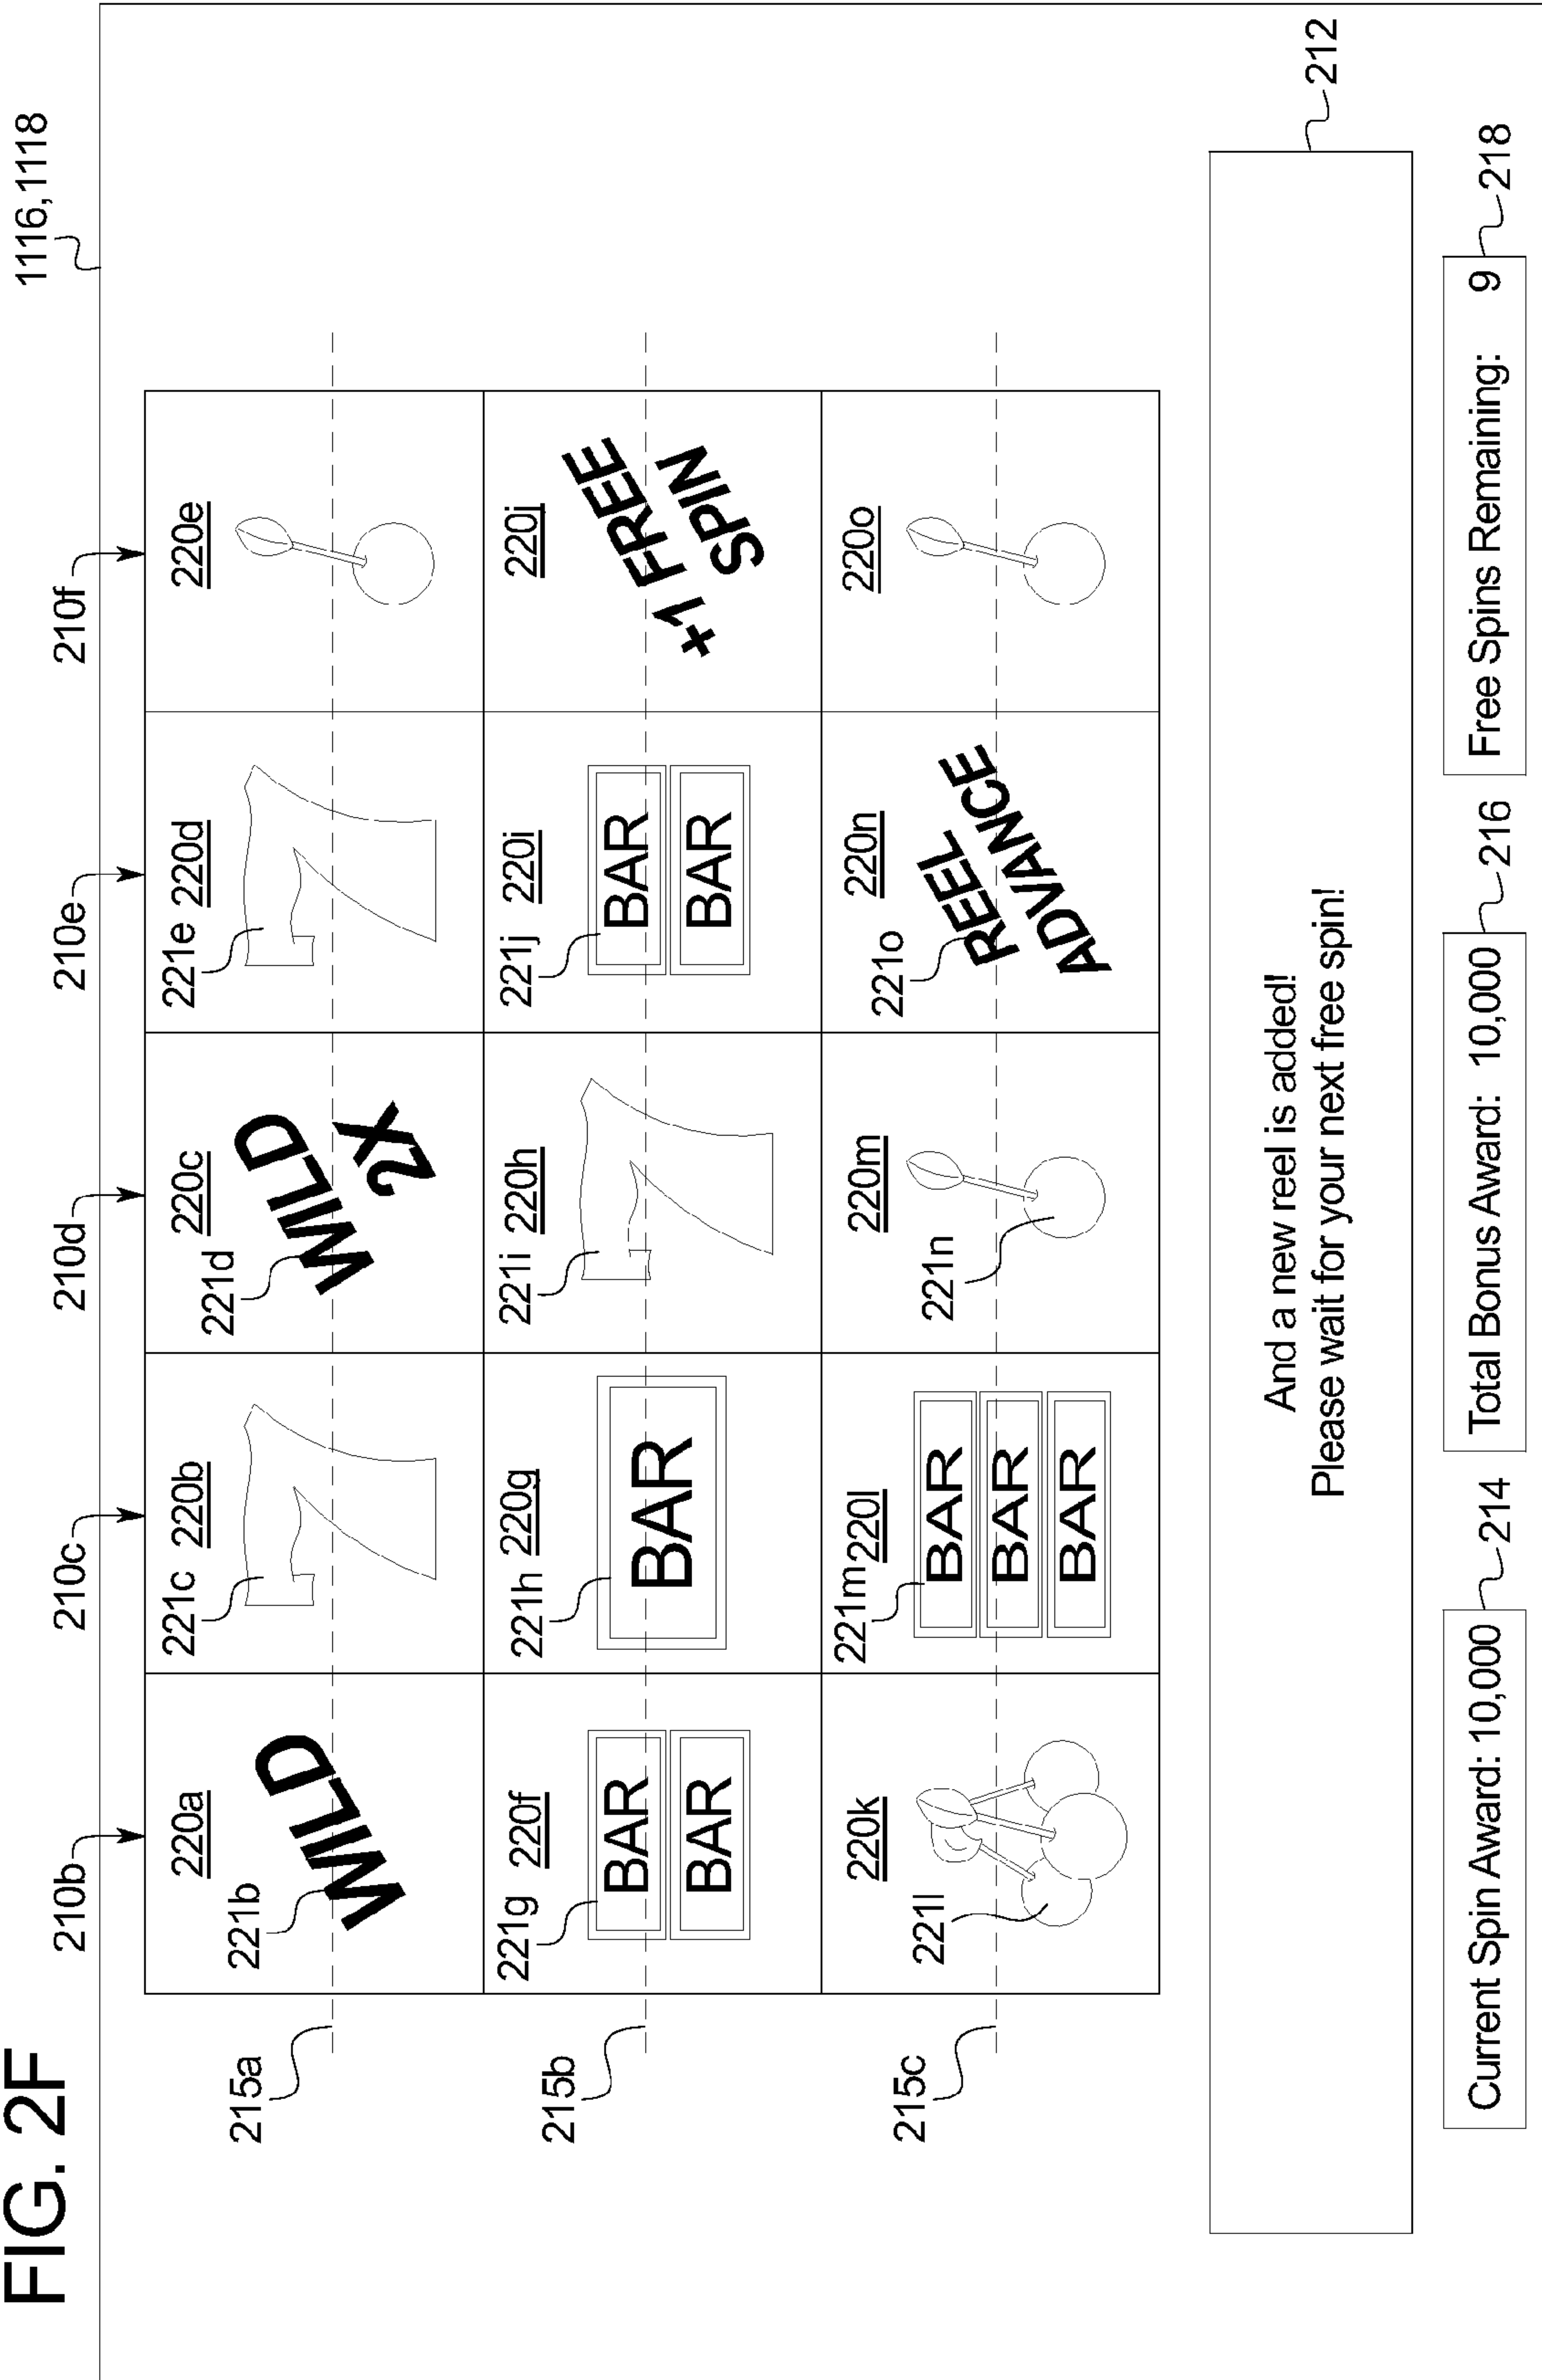 FIG. 2F
1116,1118
210b
210c
210d
210e
210f
215a
220a
221b
WILD
221c
220b
220c
221d
WILD
2X
221e
220d
220e
215b
221g
220f
BAR
BAR
221h
220g
BAR
221i
220h
221j
220i
BAR
BAR
220j
+1 FREE
SPIN
215c
220k
221l
221m
220l
BAR
BAR
BAR
220m
221n
220n
221o
REEL
ADVANCE
220o
And a new reel is added!
Please wait for your next free spin!
212
Current Spin Award: 10,000
214
Total Bonus Award: 10,000
216
Free Spins Remaining: 9
218